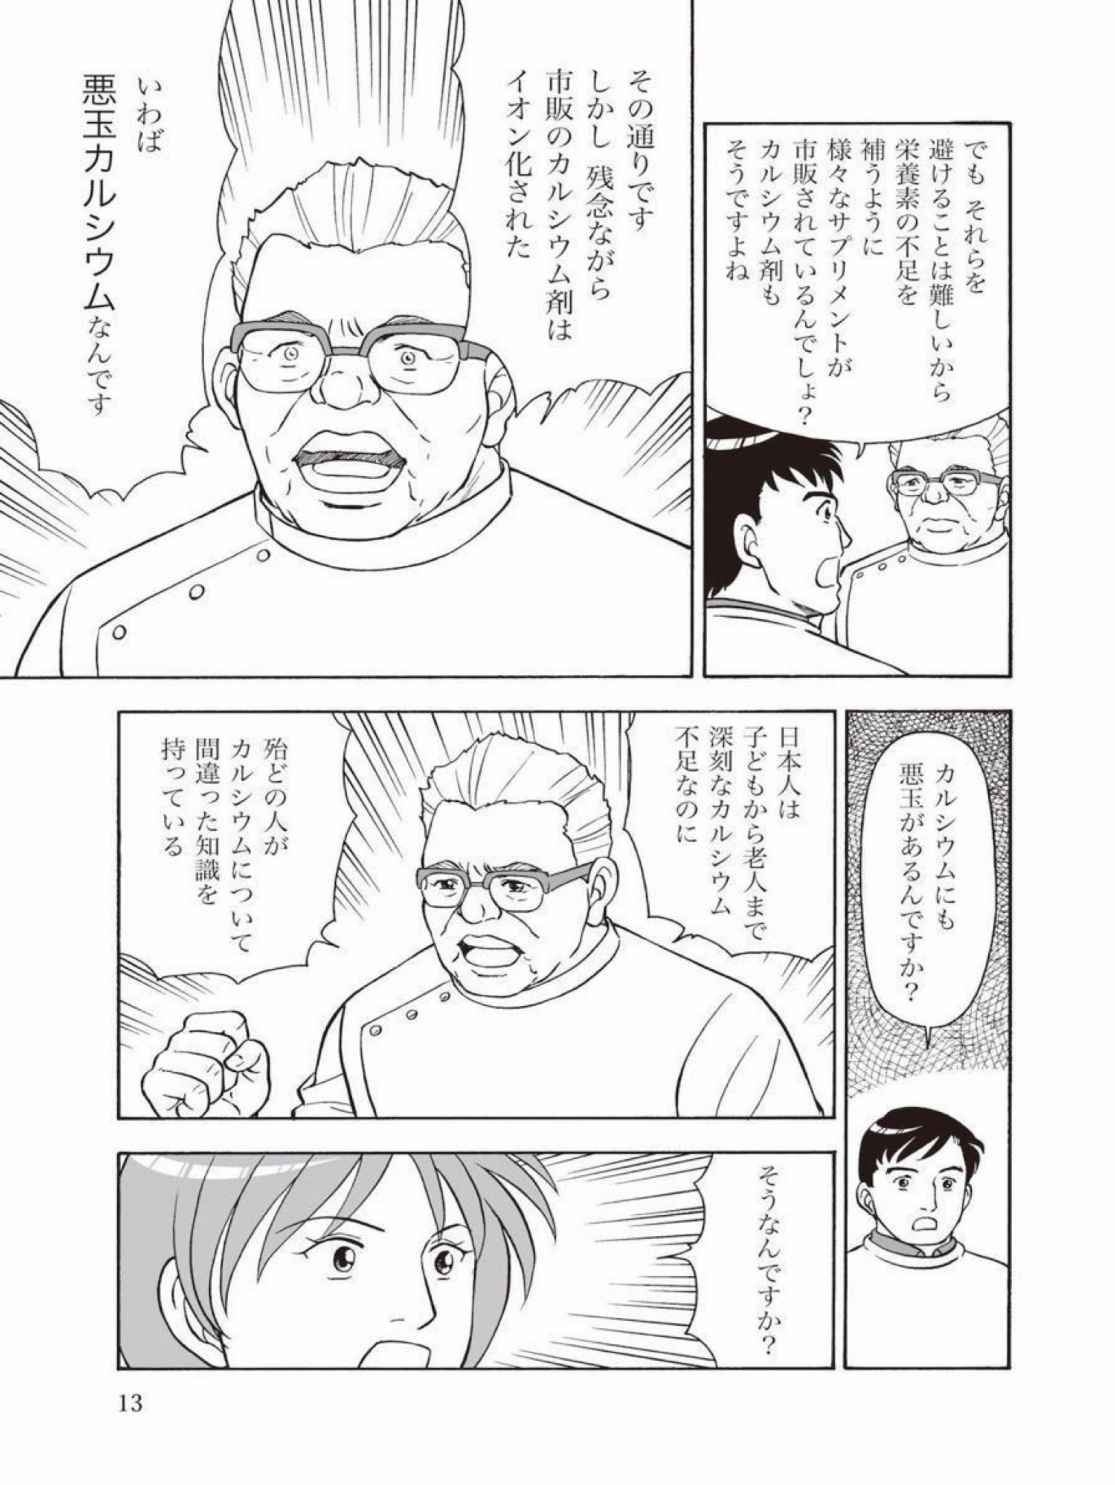 でも それらを
避けることは難しいから
栄養素の不足を
補うように
様々なサプリメントが
市販されているんでしょ？
カルシウム剤も
そうですよね
その通りです
しかし 残念ながら
市販のカルシウム剤は
イオン化された
いわば
悪玉カルシウムなんです
カルシウムにも
悪玉があるんですか？
日本人は
子どもから老人まで
深刻なカルシウム
不足なのに
殆どの人が
カルシウムについて
間違った知識を
持っている
そうなんですか？
13